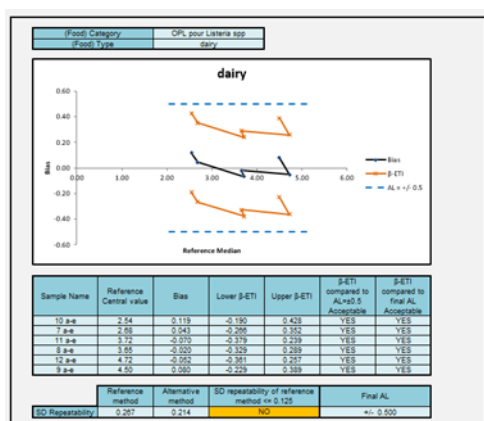 (Food) Category OPL pour Listeria spp
(Food) Type dairy
dairy
0.60
0.40
0.20
0.00
-0.20
-0.40
-0.60
0.00 1.00 2.00 3.00 4.00 5.00 6.00
Bias
Reference Median
Bias
β-ETI
AL = +/- 0.5
Sample Name Reference Central value Bias Lower β-ETI Upper β-ETI β-ETI compared to AL=±0.5 Acceptable β-ETI compared to final AL Acceptable
10 a-e 2.54 0.119 -0.190 0.428 YES YES
7 a-e 2.68 0.043 -0.266 0.352 YES YES
11 a-e 3.72 -0.070 -0.379 0.239 YES YES
8 a-e 3.65 -0.020 -0.329 0.289 YES YES
12 a-e 4.72 -0.052 -0.361 0.257 YES YES
9 a-e 4.50 0.080 -0.229 0.389 YES YES
Reference method Alternative method SD repeatability of reference method <= 0.125 Final AL
SD Repeatability 0.267 0.214 NO +/- 0.500